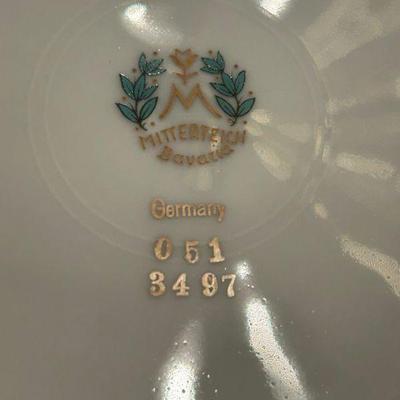 M
MITTERTEICH
Bavaria
Germany
051
3497